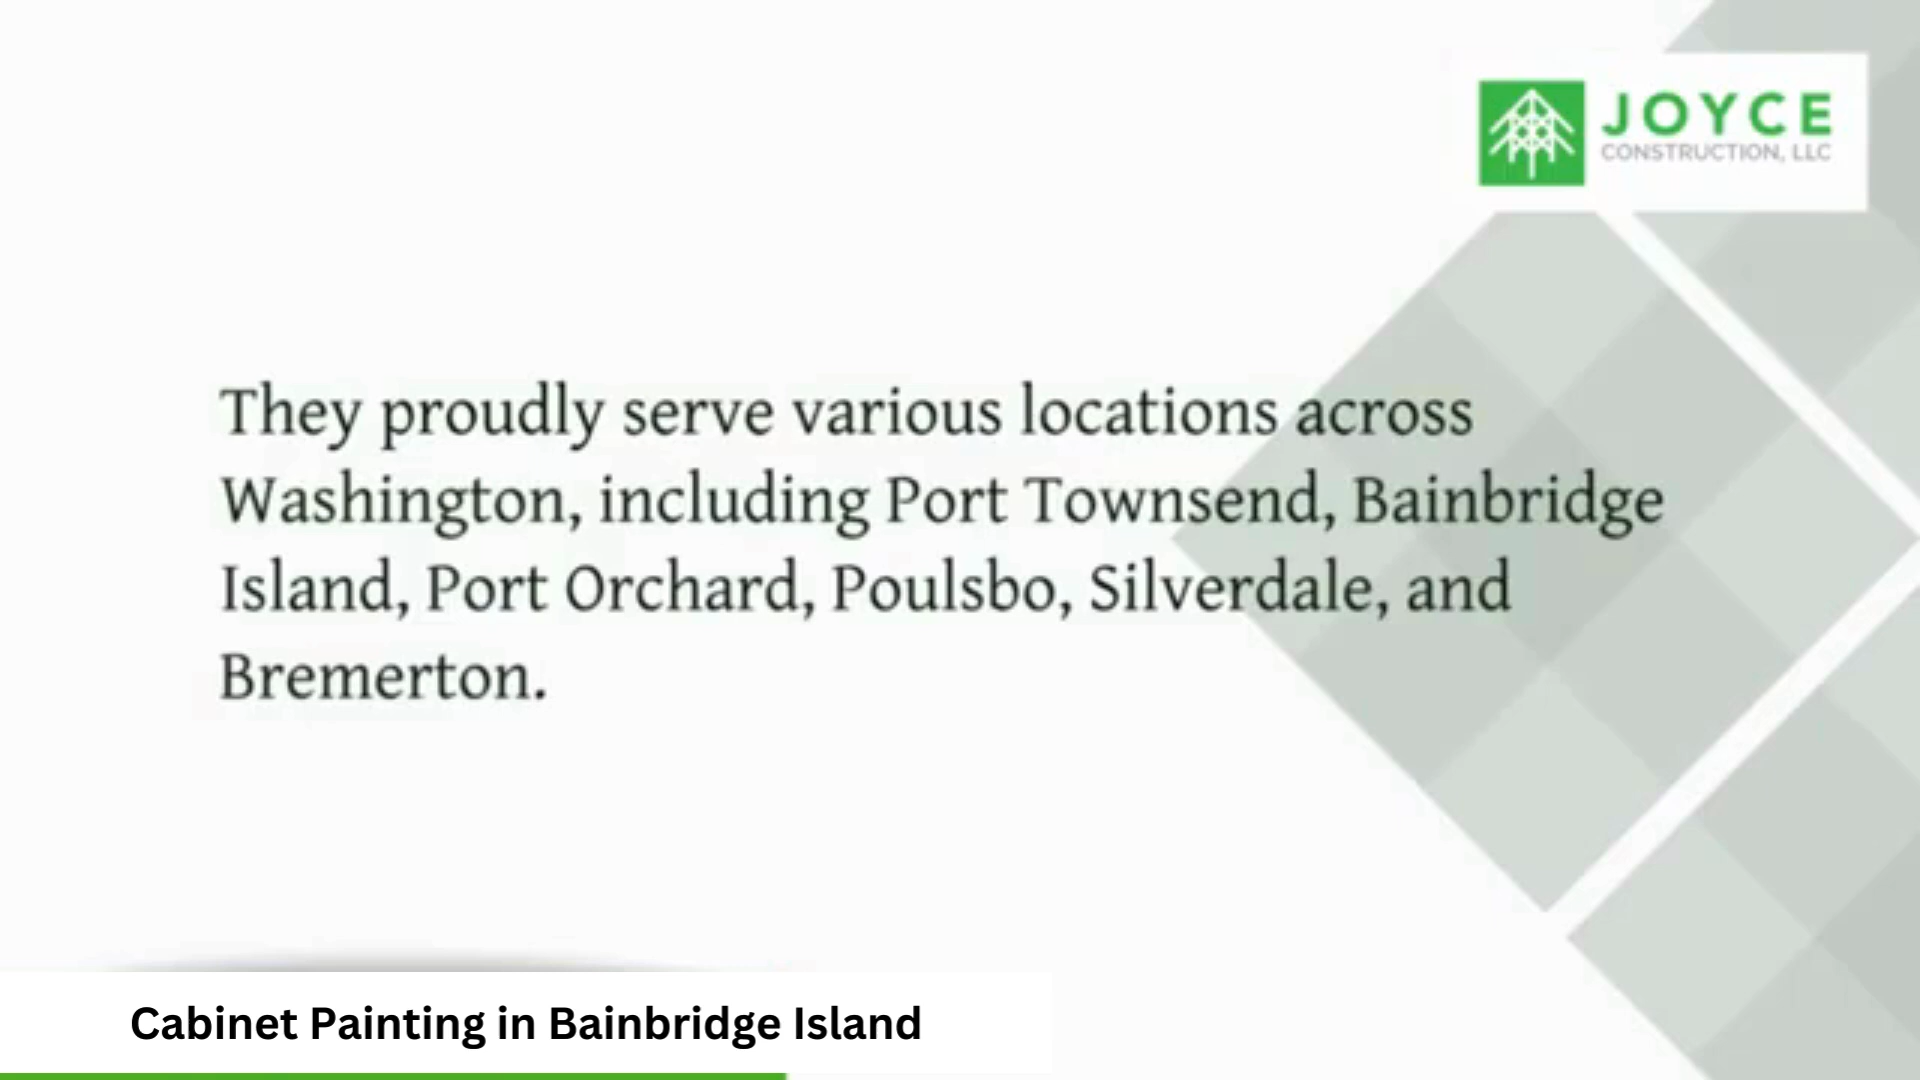 JOYCE
CONSTRUCTION, LLC
They proudly serve various locations across
Washington, including Port Townsend, Bainbridge
Island, Port Orchard, Poulsbo, Silverdale, and
Bremerton.
Cabinet Painting in Bainbridge Island